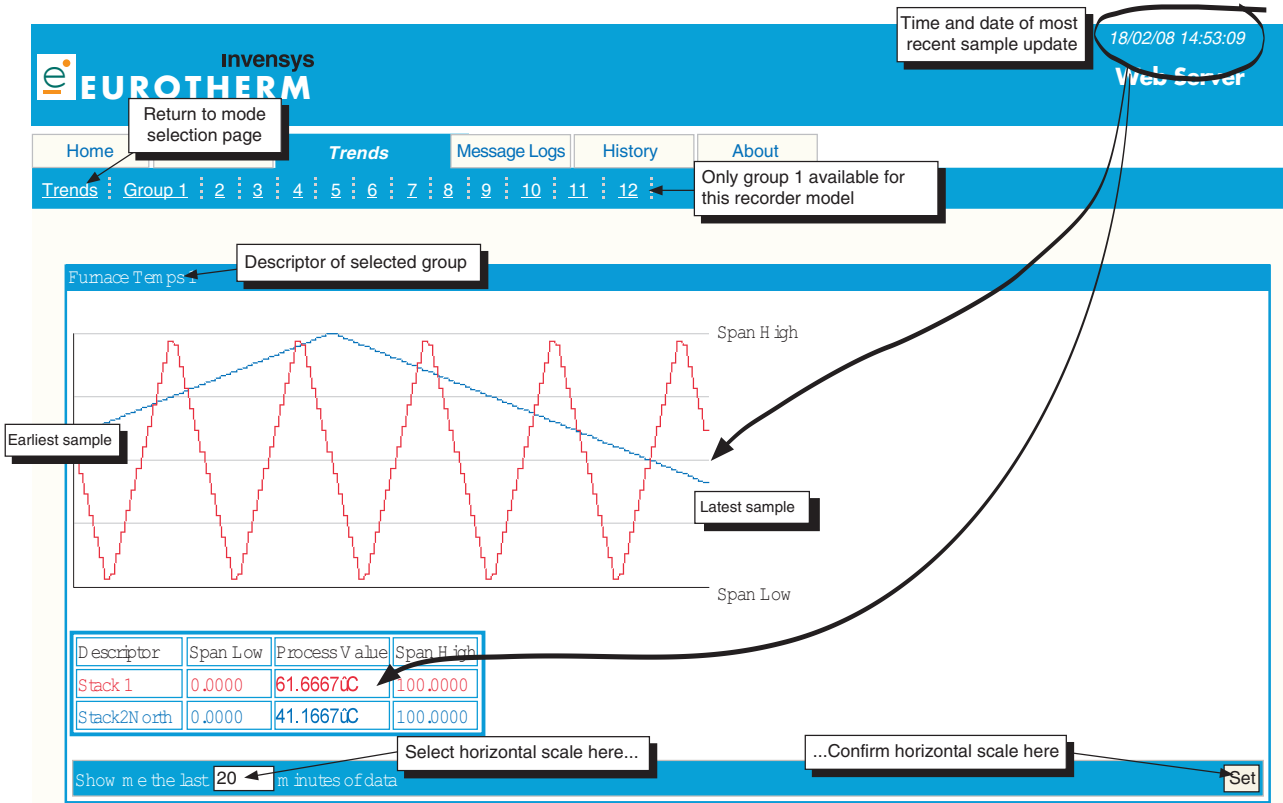 Time and date of most
recent sample update
18/02/08 14:53:09
invensys
e EUROTHERM
Web Server
Return to mode
selection page
Home Trends Message Logs History About
Trends Group 1 2 3 4 5 6 7 8 9 10 11 12
Only group 1 available for
this recorder model
Furnace Temps 1
Descriptor of selected group
Span High
Earliest sample
Latest sample
Span Low
Descriptor Span Low Process Value Span High
Stack 1 0.0000 61.6667ûC 100.0000
Stack2North 0.0000 41.1667ûC 100.0000
Select horizontal scale here...
...Confirm horizontal scale here
Show me the last 20 minutes of data Set